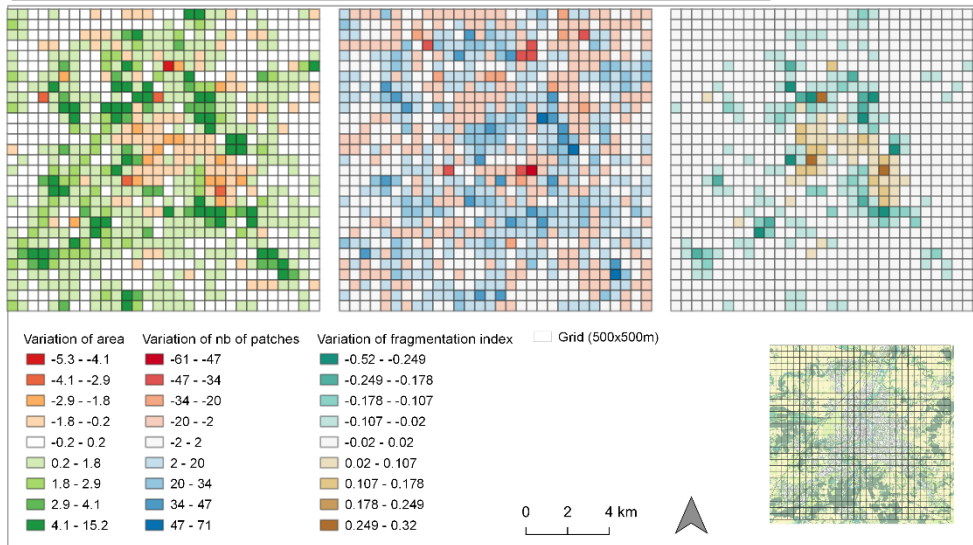 Variation of area
-5.3 - -4.1
-4.1 - -2.9
-2.9 - -1.8
-1.8 - -0.2
-0.2 - 0.2
0.2 - 1.8
1.8 - 2.9
2.9 - 4.1
4.1 - 15.2
Variation of nb of patches
-61 - -47
-47 - -34
-34 - -20
-20 - -2
-2 - 2
2 - 20
20 - 34
34 - 47
47 - 71
Variation of fragmentation index
-0.52 - -0.249
-0.249 - -0.178
-0.178 - -0.107
-0.107 - -0.02
-0.02 - 0.02
0.02 - 0.107
0.107 - 0.178
0.178 - 0.249
0.249 - 0.32
Grid (500x500m)
0 2 4 km